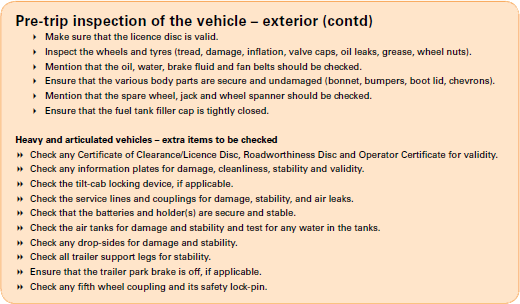 Pre-trip inspection of the vehicle – exterior (contd)
Make sure that the licence disc is valid.
Inspect the wheels and tyres (tread, damage, inflation, valve caps, oil leaks, grease, wheel nuts).
Mention that the oil, water, brake fluid and fan belts should be checked.
Ensure that the various body parts are secure and undamaged (bonnet, bumpers, boot lid, chevrons).
Mention that the spare wheel, jack and wheel spanner should be checked.
Ensure that the fuel tank filler cap is tightly closed.
Heavy and articulated vehicles – extra items to be checked
Check any Certificate of Clearance/Licence Disc, Roadworthiness Disc and Operator Certificate for validity.
Check any information plates for damage, cleanliness, stability and validity.
Check the tilt-cab locking device, if applicable.
Check the service lines and couplings for damage, stability, and air leaks.
Check that the batteries and holder(s) are secure and stable.
Check the air tanks for damage and stability and test for any water in the tanks.
Check any drop-sides for damage and stability.
Check all trailer support legs for stability.
Ensure that the trailer park brake is off, if applicable.
Check any fifth wheel coupling and its safety lock-pin.